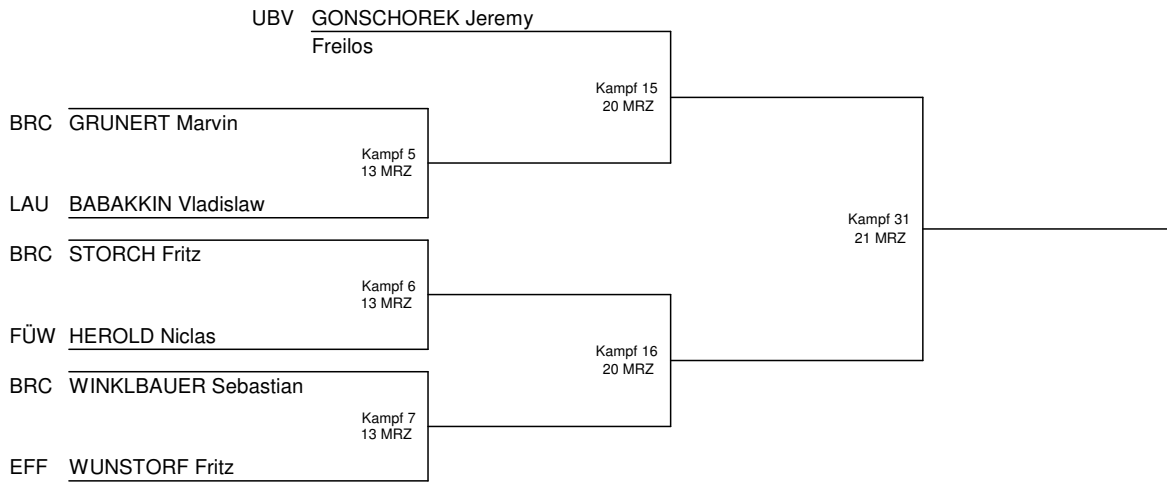 UBV GONSCHOREK Jeremy
Freilos
Kampf 15
20 MRZ
BRC GRUNERT Marvin
Kampf 5
13 MRZ
LAU BABAKKIN Vladislaw
Kampf 31
21 MRZ
BRC STORCH Fritz
Kampf 6
13 MRZ
FÜW HEROLD Niclas
Kampf 16
20 MRZ
BRC WINKLBAUER Sebastian
Kampf 7
13 MRZ
EFF WUNSTORF Fritz